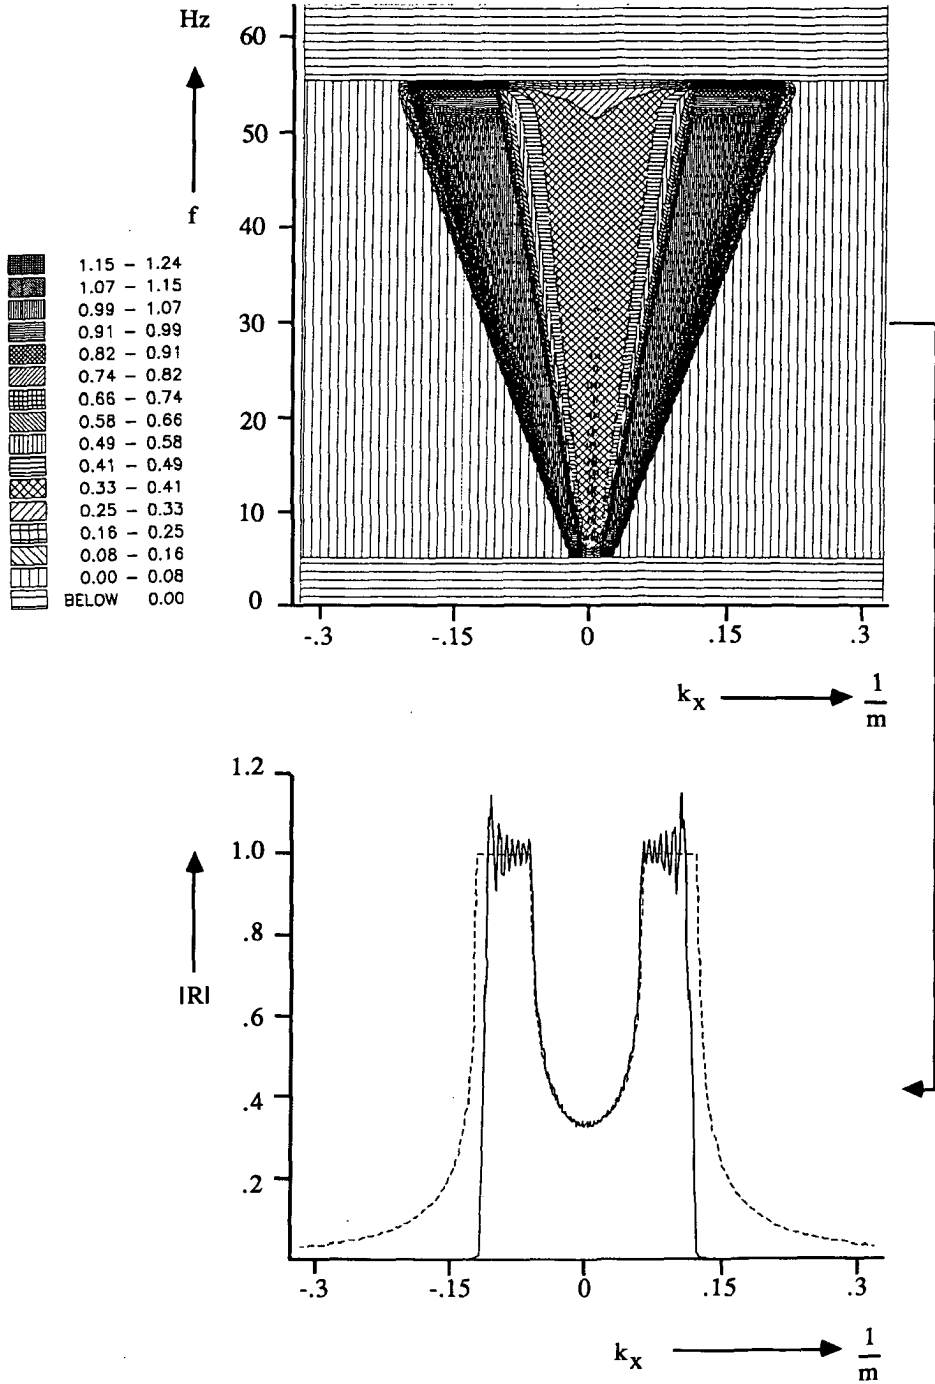 Hz
60
50
40
30
20
10
0
f
1.15 - 1.24
1.07 - 1.15
0.99 - 1.07
0.91 - 0.99
0.82 - 0.91
0.74 - 0.82
0.66 - 0.74
0.58 - 0.66
0.49 - 0.58
0.41 - 0.49
0.33 - 0.41
0.25 - 0.33
0.16 - 0.25
0.08 - 0.16
0.00 - 0.08
BELOW 0.00
-.3 -.15 0 .15 .3
kx 1/m
1.2
1.0
.8
.6
.4
.2
|R|
-.3 -.15 0 .15 .3
kx 1/m